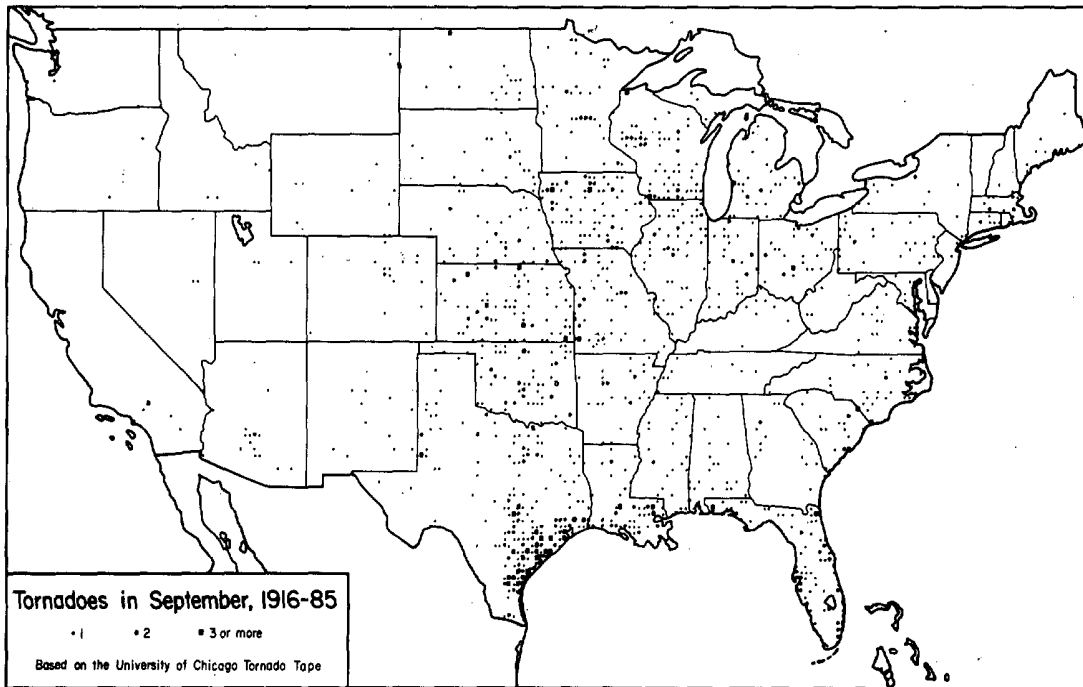 Tornadoes in September, 1916-85
• 1 • 2 ▪ 3 or more
Based on the University of Chicago Tornado Tape